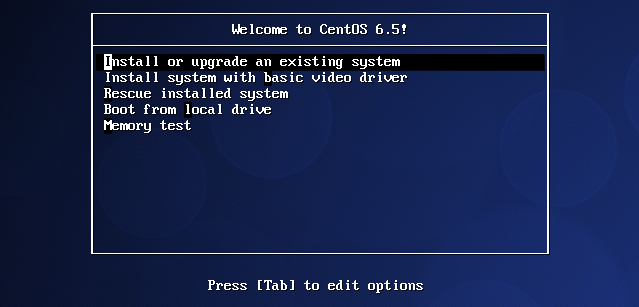 Welcome to CentOS 6.5!
Install or upgrade an existing system
Install system with basic video driver
Rescue installed system
Boot from local drive
Memory test
Press [Tab] to edit options